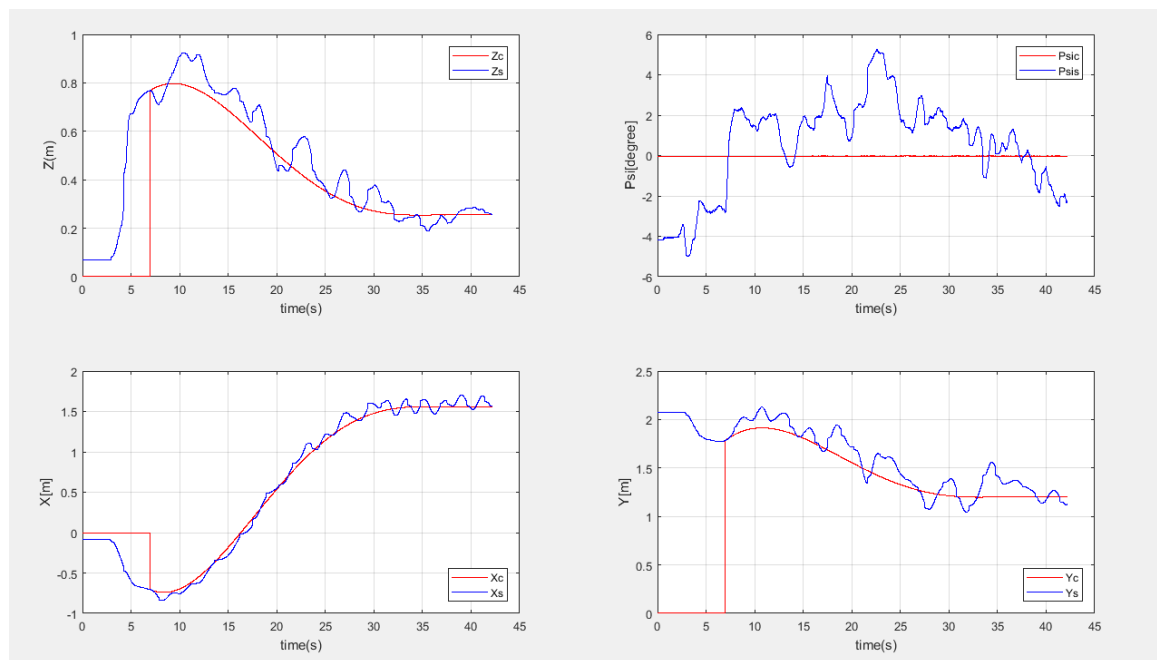 1
0.8
0.6
0.4
0.2
0
Z(m)
Zc
Zs
0 5 10 15 20 25 30 35 40 45
time(s)
6
4
2
0
-2
-4
-6
Psi[degree]
Psic
Psis
0 5 10 15 20 25 30 35 40 45
time(s)
2
1.5
1
0.5
0
-0.5
-1
X[m]
Xc
Xs
0 5 10 15 20 25 30 35 40 45
time(s)
2.5
2
1.5
1
0.5
0
Y[m]
Yc
Ys
0 5 10 15 20 25 30 35 40 45
time(s)